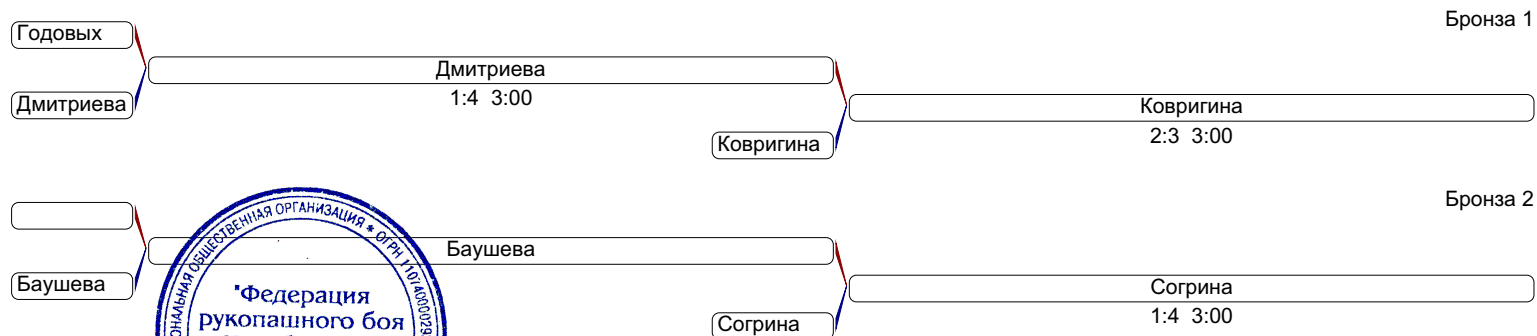 Бронза 1
Годовых
Дмитриева
Дмитриева
1:4 3:00
Ковригина
Ковригина
2:3 3:00
Бронза 2
Баушева
Баушева
Согрина
Согрина
1:4 3:00
ОБЩЕСТВЕННАЯ ОРГАНИЗАЦИЯ * ОГРН
"Федерация
рукопашного боя